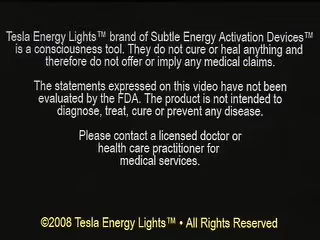 Tesla Energy Lights™ brand of Subtle Energy Activation Devices™
is a consciousness tool. They do not cure or heal anything and
therefore do not offer or imply any medical claims.
The statements expressed on this video have not been
evaluated by the FDA. The product is not intended to
diagnose, treat, cure or prevent any disease.
Please contact a licensed doctor or
health care practitioner for
medical services.
©2008 Tesla Energy Lights™ • All Rights Reserved